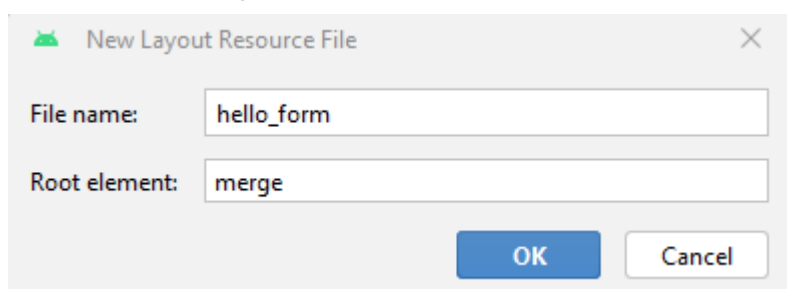 New Layout Resource File
File name: hello_form
Root element: merge
OK Cancel